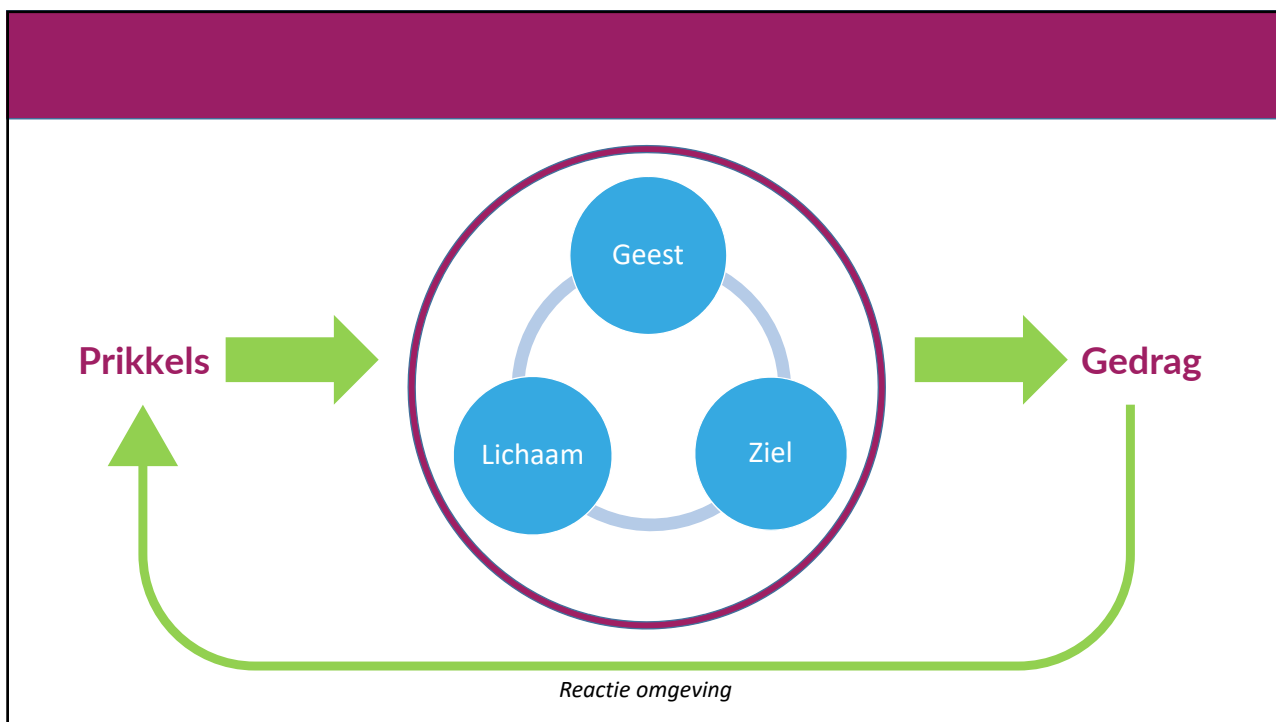 Geest
Prikkels
Gedrag
Lichaam
Ziel
Reactie omgeving